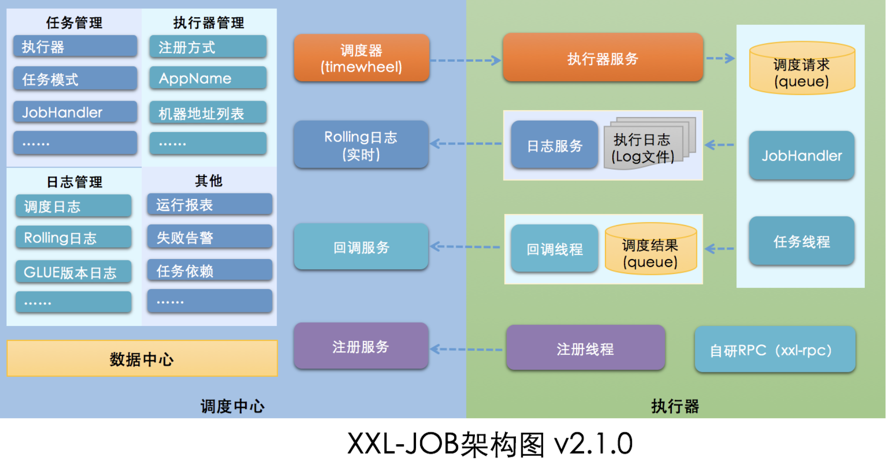 任务管理
执行器
任务模式
JobHandler
......
执行器管理
注册方式
AppName
机器地址列表
......
日志管理
调度日志
Rolling日志
GLUE版本日志
......
其他
运行报表
失败告警
任务依赖
......
数据中心
调度器
(timewheel)
Rolling日志
(实时)
回调服务
注册服务
调度中心
执行器服务
日志服务
执行日志
(Log文件)
回调线程
调度结果
(queue)
注册线程
调度请求
(queue)
JobHandler
任务线程
自研RPC（xxl-rpc）
执行器
XXL-JOB架构图 v2.1.0